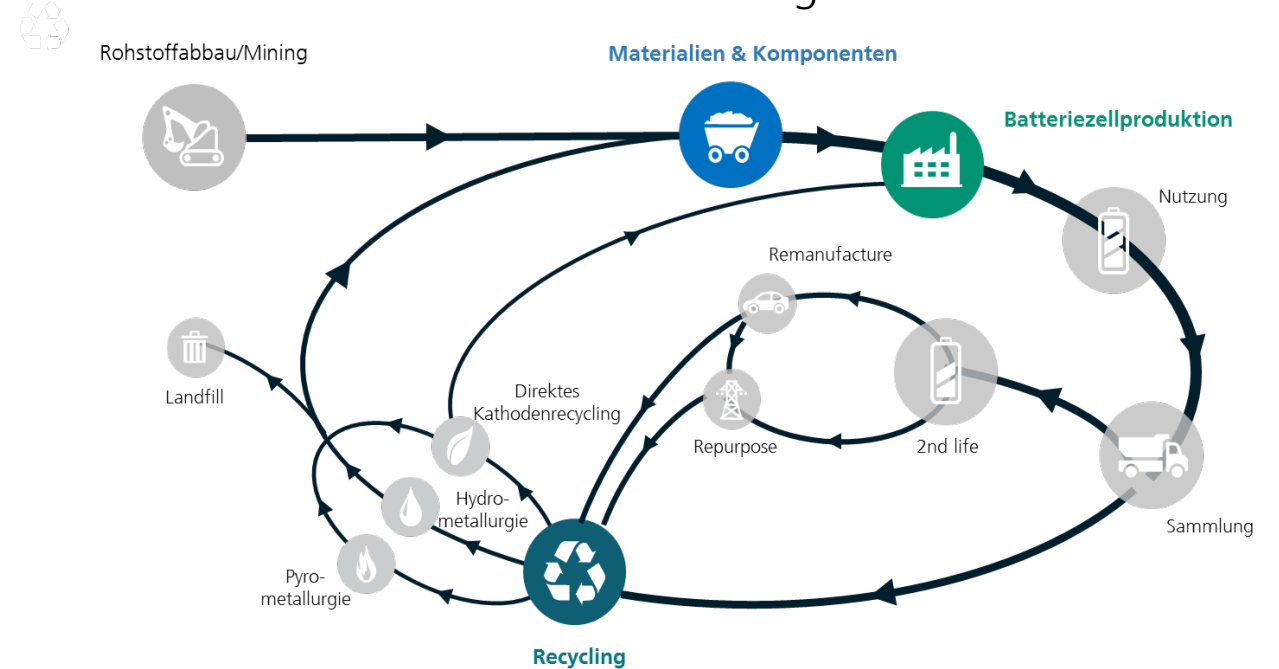 Rohstoffabbau/Mining
Materialien & Komponenten
Batteriezellproduktion
Nutzung
Remanufacture
Direktes
Kathodenrecycling
Landfill
Repurpose
2nd life
Hydro-
metallurgie
Sammlung
Pyro-
metallurgie
Recycling